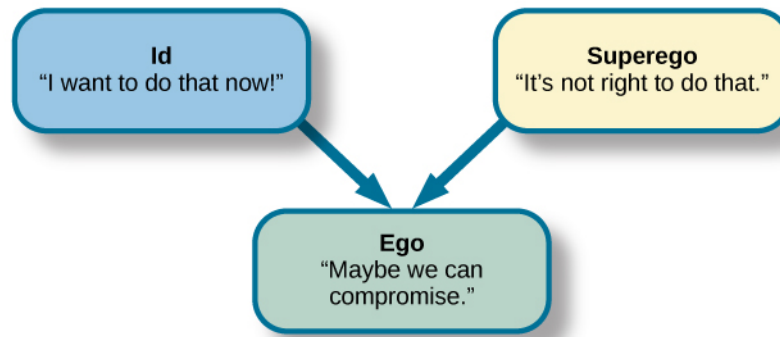 Id
“I want to do that now!”
Superego
“It’s not right to do that.”
Ego
“Maybe we can
compromise.”